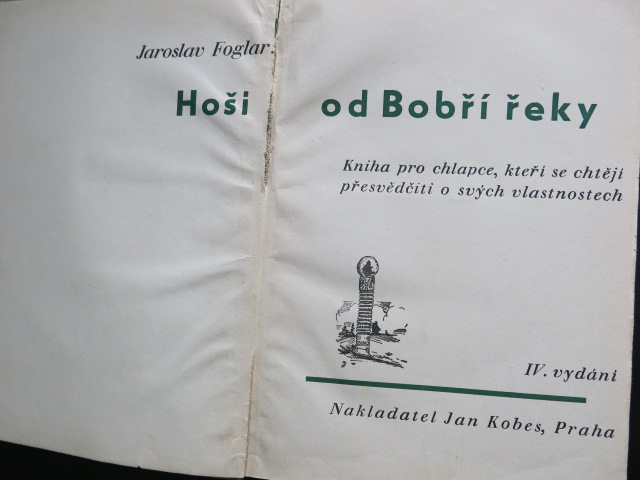 Jaroslav Foglar:
Hoši od Bobří řeky
Kniha pro chlapce, kteří se chtějí
přesvědčiti o svých vlastnostech
IV. vydání
Nakladatel Jan Kobes, Praha